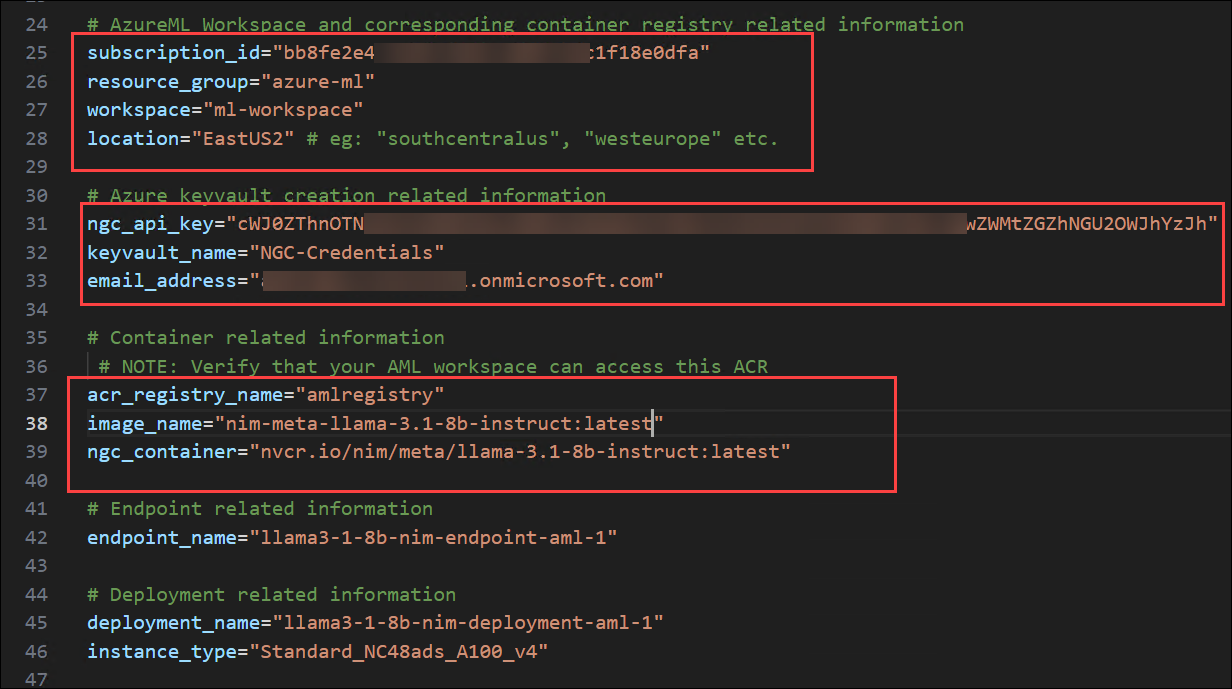 24 # AzureML Workspace and corresponding container registry related information
25 subscription_id="bb8fe2e4 c1f18e0dfa"
26 resource_group="azure-ml"
27 workspace="ml-workspace"
28 location="EastUS2" # eg: "southcentralus", "westeurope" etc.
29
30 # Azure keyvault creation related information
31 ngc_api_key="cWJ0ZThnOTN wZWMtZGZhNGU2OWJhYzJh"
32 keyvault_name="NGC-Credentials"
33 email_address=" .onmicrosoft.com"
34
35 # Container related information
36 # NOTE: Verify that your AML workspace can access this ACR
37 acr_registry_name="amlregistry"
38 image_name="nim-meta-llama-3.1-8b-instruct:latest"
39 ngc_container="nvcr.io/nim/meta/llama-3.1-8b-instruct:latest"
40
41 # Endpoint related information
42 endpoint_name="llama3-1-8b-nim-endpoint-aml-1"
43
44 # Deployment related information
45 deployment_name="llama3-1-8b-nim-deployment-aml-1"
46 instance_type="Standard_NC48ads_A100_v4"
47